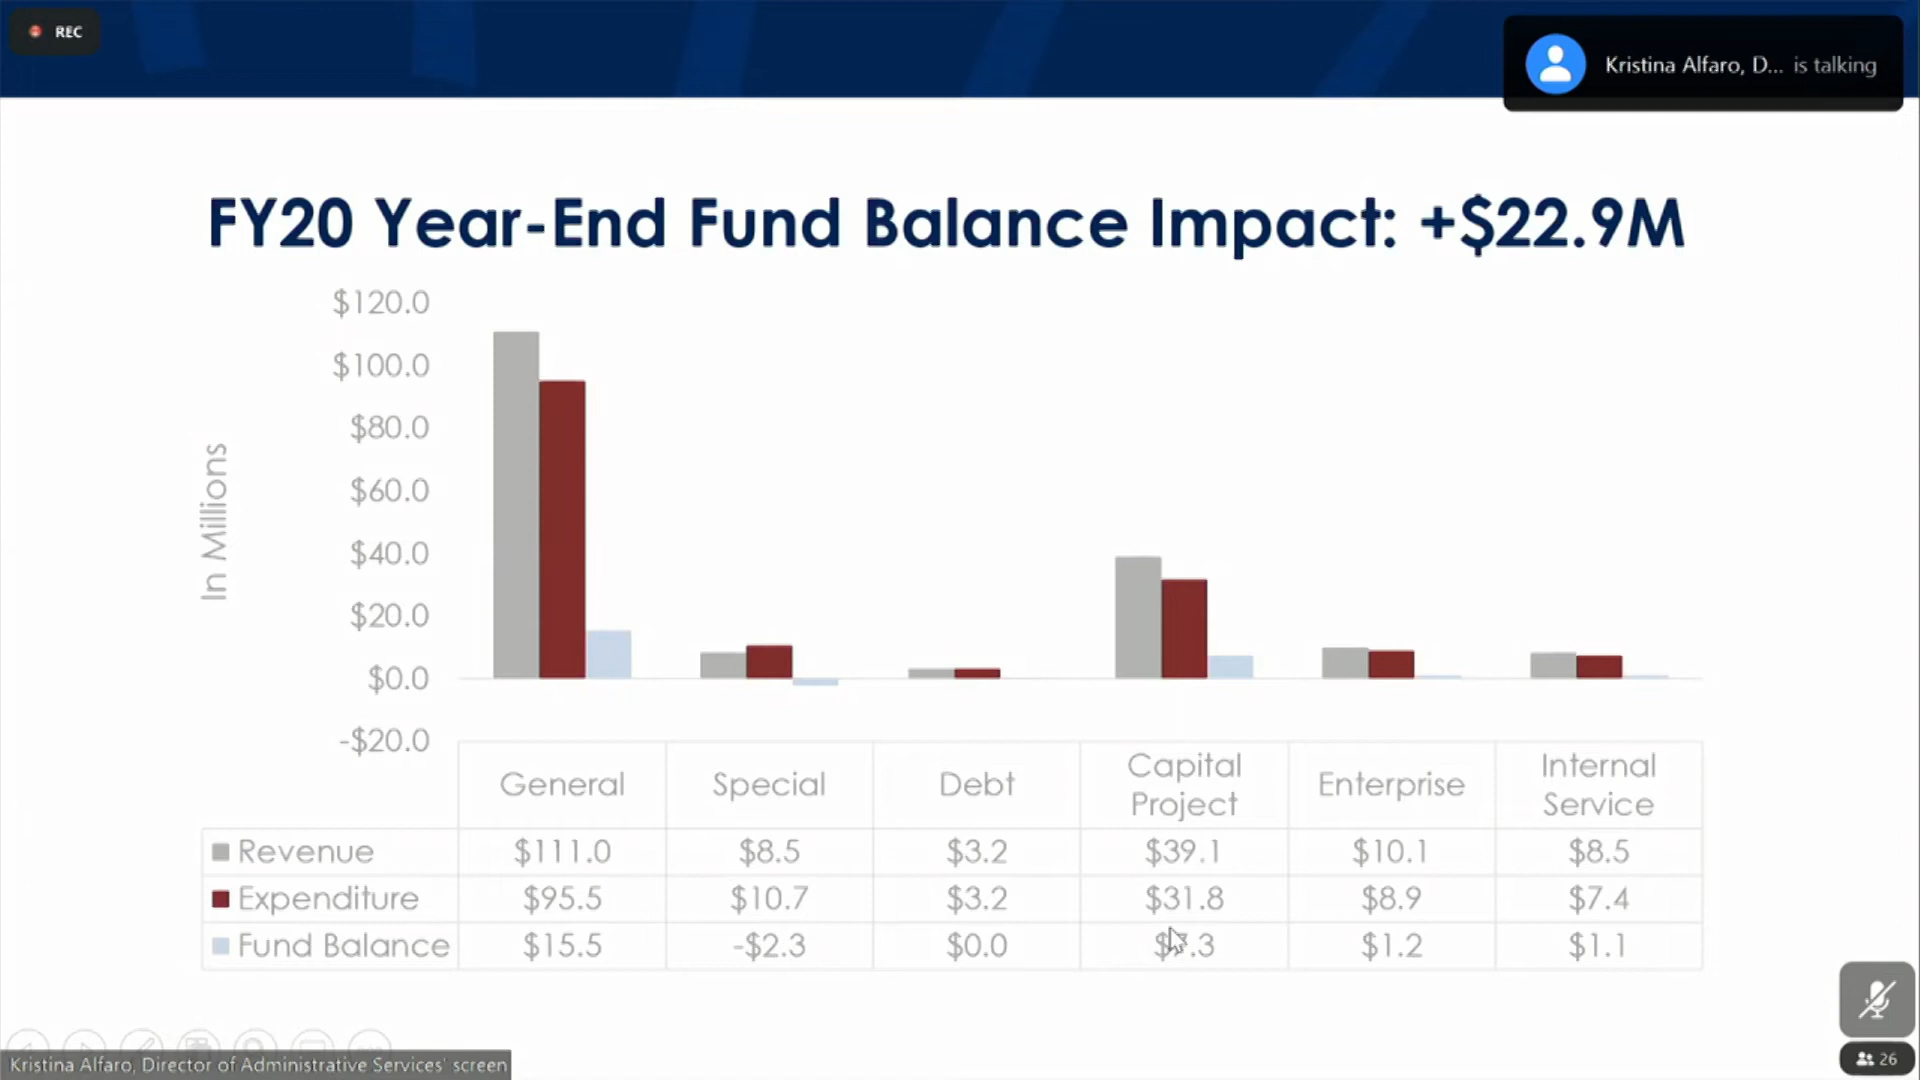 REC
Kristina Alfaro, D... is talking
FY20 Year-End Fund Balance Impact: +$22.9M
In Millions
$120.0
$100.0
$80.0
$60.0
$40.0
$20.0
$0.0
-$20.0
General Special Debt Capital Project Enterprise Internal Service
Revenue $111.0 $8.5 $3.2 $39.1 $10.1 $8.5
Expenditure $95.5 $10.7 $3.2 $31.8 $8.9 $7.4
Fund Balance $15.5 -$2.3 $0.0 $1.2 $1.1
Kristina Alfaro, Director of Administrative Services' screen
26